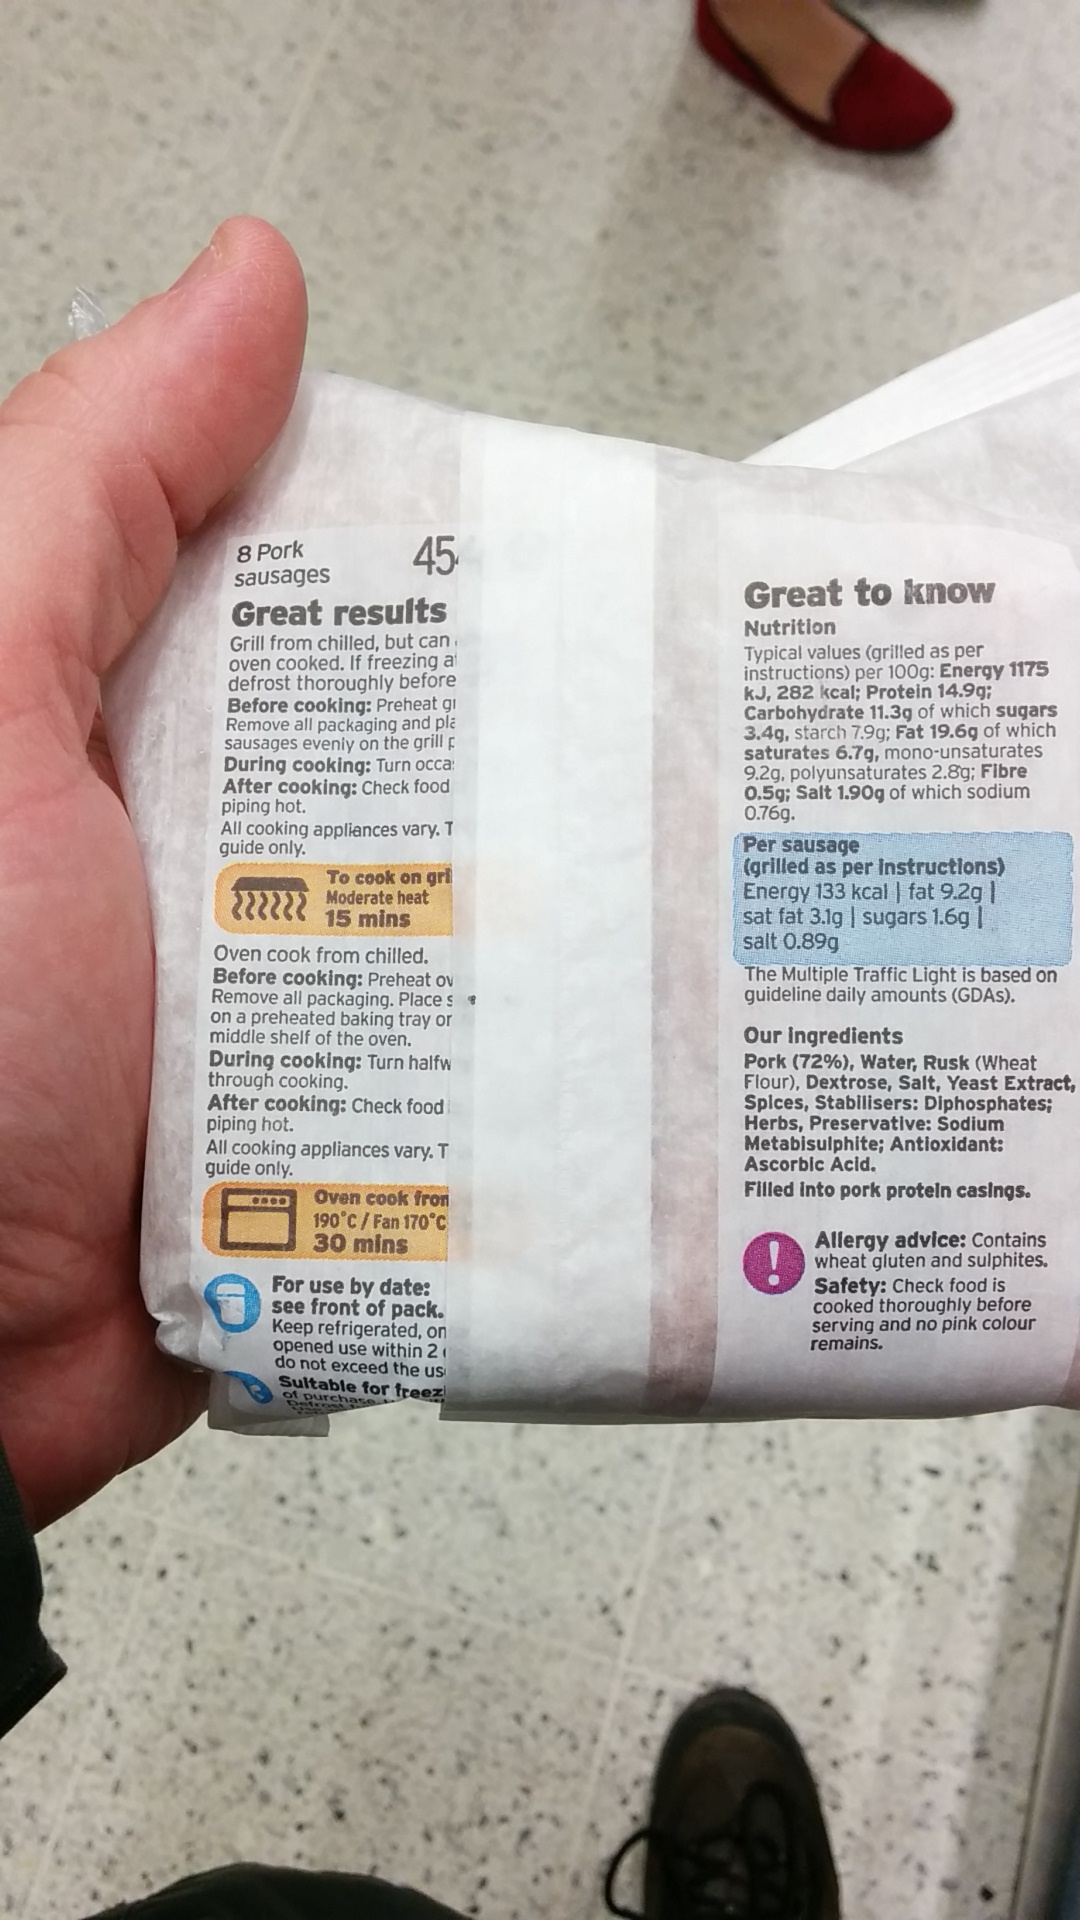 8 Pork
sausages
45
Great results
Grill from chilled, but can
oven cooked. If freezing
defrost thoroughly before
Before cooking: Preheat
Remove all packaging and
sausages evenly on the grill
During cooking: Turn
After cooking: Check food
piping hot.
All cooking appliances vary.
guide only.
To cook on
Moderate heat
15 mins
Oven cook from chilled.
Before cooking: Preheat
Remove all packaging. Place
on a preheated baking tray or
middle shelf of the oven.
During cooking: Turn
through cooking.
After cooking: Check food
piping hot.
All cooking appliances vary.
guide only.
Oven cook
190°C / Fan 170°C
30 mins
For use by date:
see front of pack.
Keep refrigerated,
opened use within 2
do not exceed the
Suitable for
of purchase.
Great to know
Nutrition
Typical values (grilled as per
instructions) per 100g: Energy 1175
kJ, 282 kcal; Protein 14.9g;
Carbohydrate 11.3g of which sugars
3.4g, starch 7.9g; Fat 19.6g of which
saturates 6.7g, mono-unsaturates
9.2g, polyunsaturates 2.8g; Fibre
0.5g; Salt 1.90g of which sodium
0.76g.
Per sausage
(grilled as per instructions)
Energy 133 kcal | fat 9.2g |
sat fat 3.1g | sugars 1.6g |
salt 0.89g
The Multiple Traffic Light is based on
guideline daily amounts (GDAs).
Our ingredients
Pork (72%), Water, Rusk (Wheat
Flour), Dextrose, Salt, Yeast Extract,
Spices, Stabilisers: Diphosphates;
Herbs, Preservative: Sodium
Metabisulphite; Antioxidant:
Ascorbic Acid.
Filled into pork protein casings.
Allergy advice: Contains
wheat gluten and sulphites.
Safety: Check food is
cooked thoroughly before
serving and no pink colour
remains.